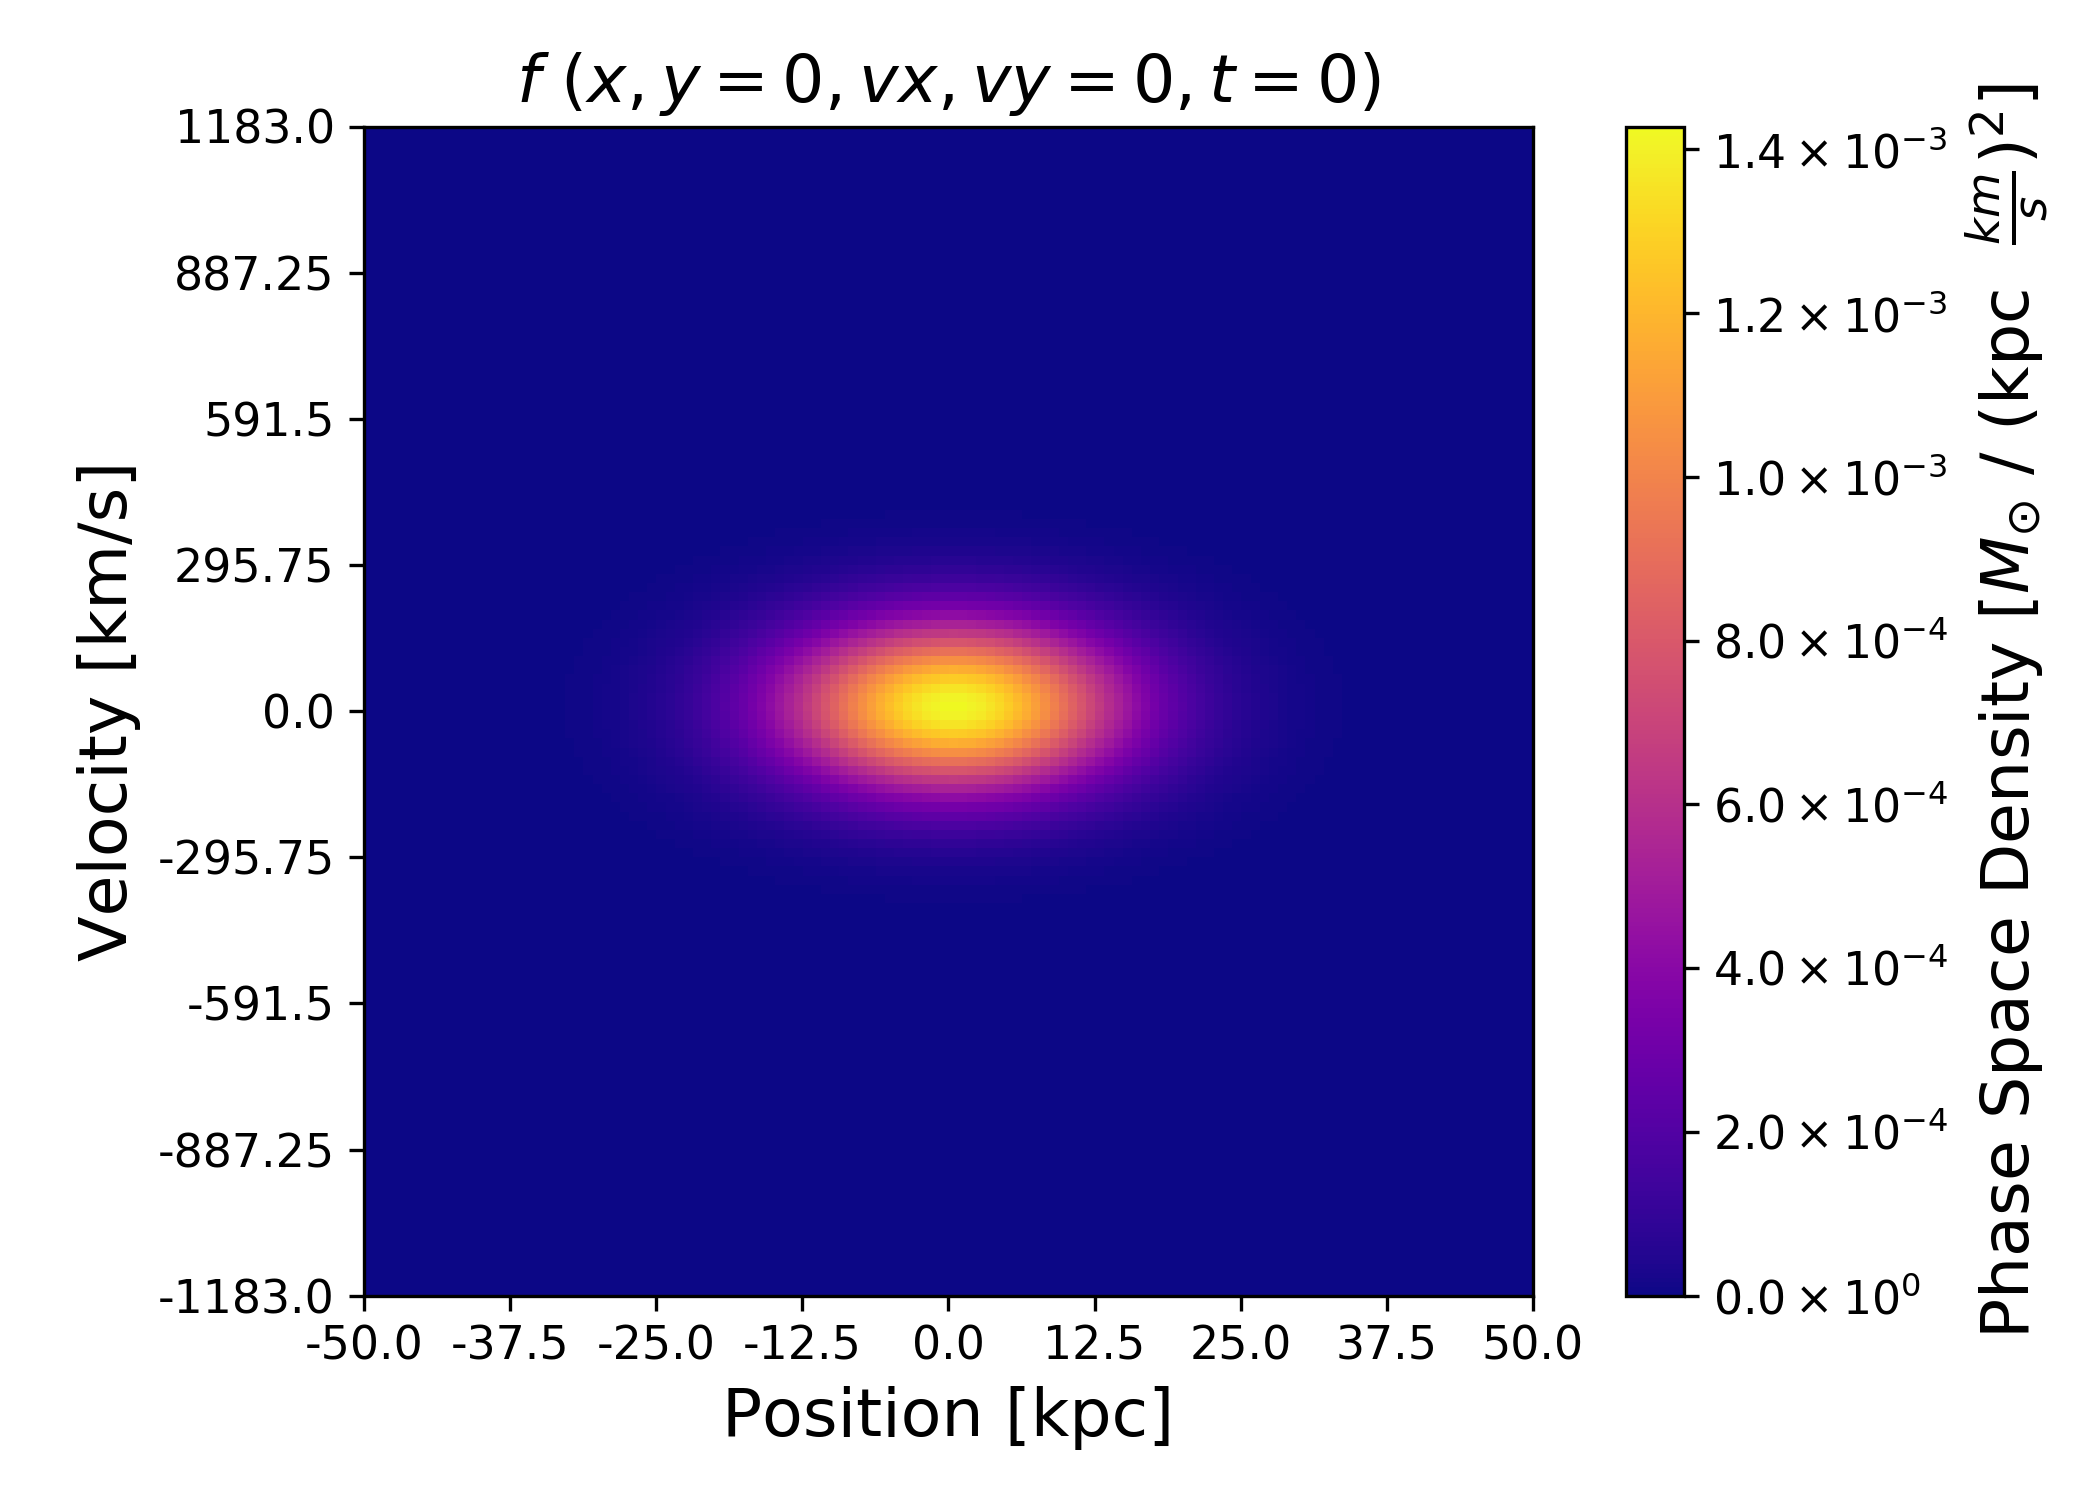 f (x, y = 0, vx, vy = 0, t = 0)
1183.0
887.25
591.5
295.75
0.0
-295.75
-591.5
-887.25
-1183.0
Velocity [km/s]
-50.0 -37.5 -25.0 -12.5 0.0 12.5 25.0 37.5 50.0
Position [kpc]
1.4 × 10⁻³
1.2 × 10⁻³
1.0 × 10⁻³
8.0 × 10⁻⁴
6.0 × 10⁻⁴
4.0 × 10⁻⁴
2.0 × 10⁻⁴
0.0 × 10⁰
Phase Space Density [M⊙ / (kpc km/s)²]